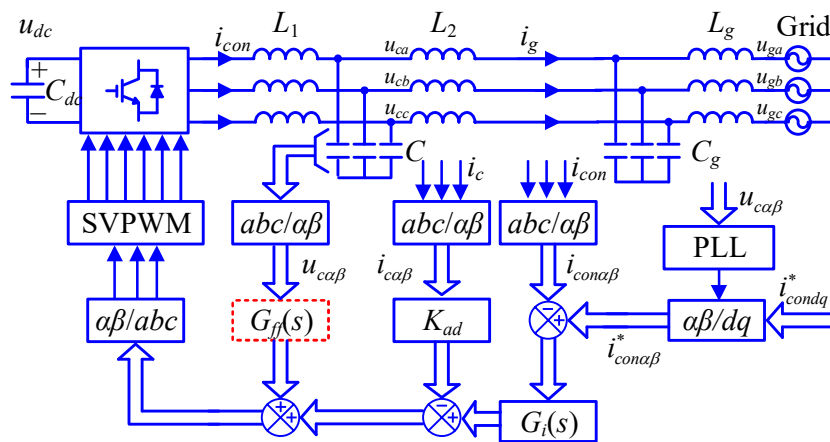 u_dc
i_con
L_1
u_ca
L_2
i_g
L_g
u_ga
Grid
+
C_dc
−
u_cb
u_gb
u_cc
u_gc
C
C_g
i_c
i_con
u_cαβ
SVPWM
abc/αβ
abc/αβ
abc/αβ
PLL
u_cαβ
i_cαβ
i_conαβ
i*_condq
αβ/abc
G_ff(s)
K_ad
− +
αβ/dq
i*_conαβ
+ +
− +
G_i(s)